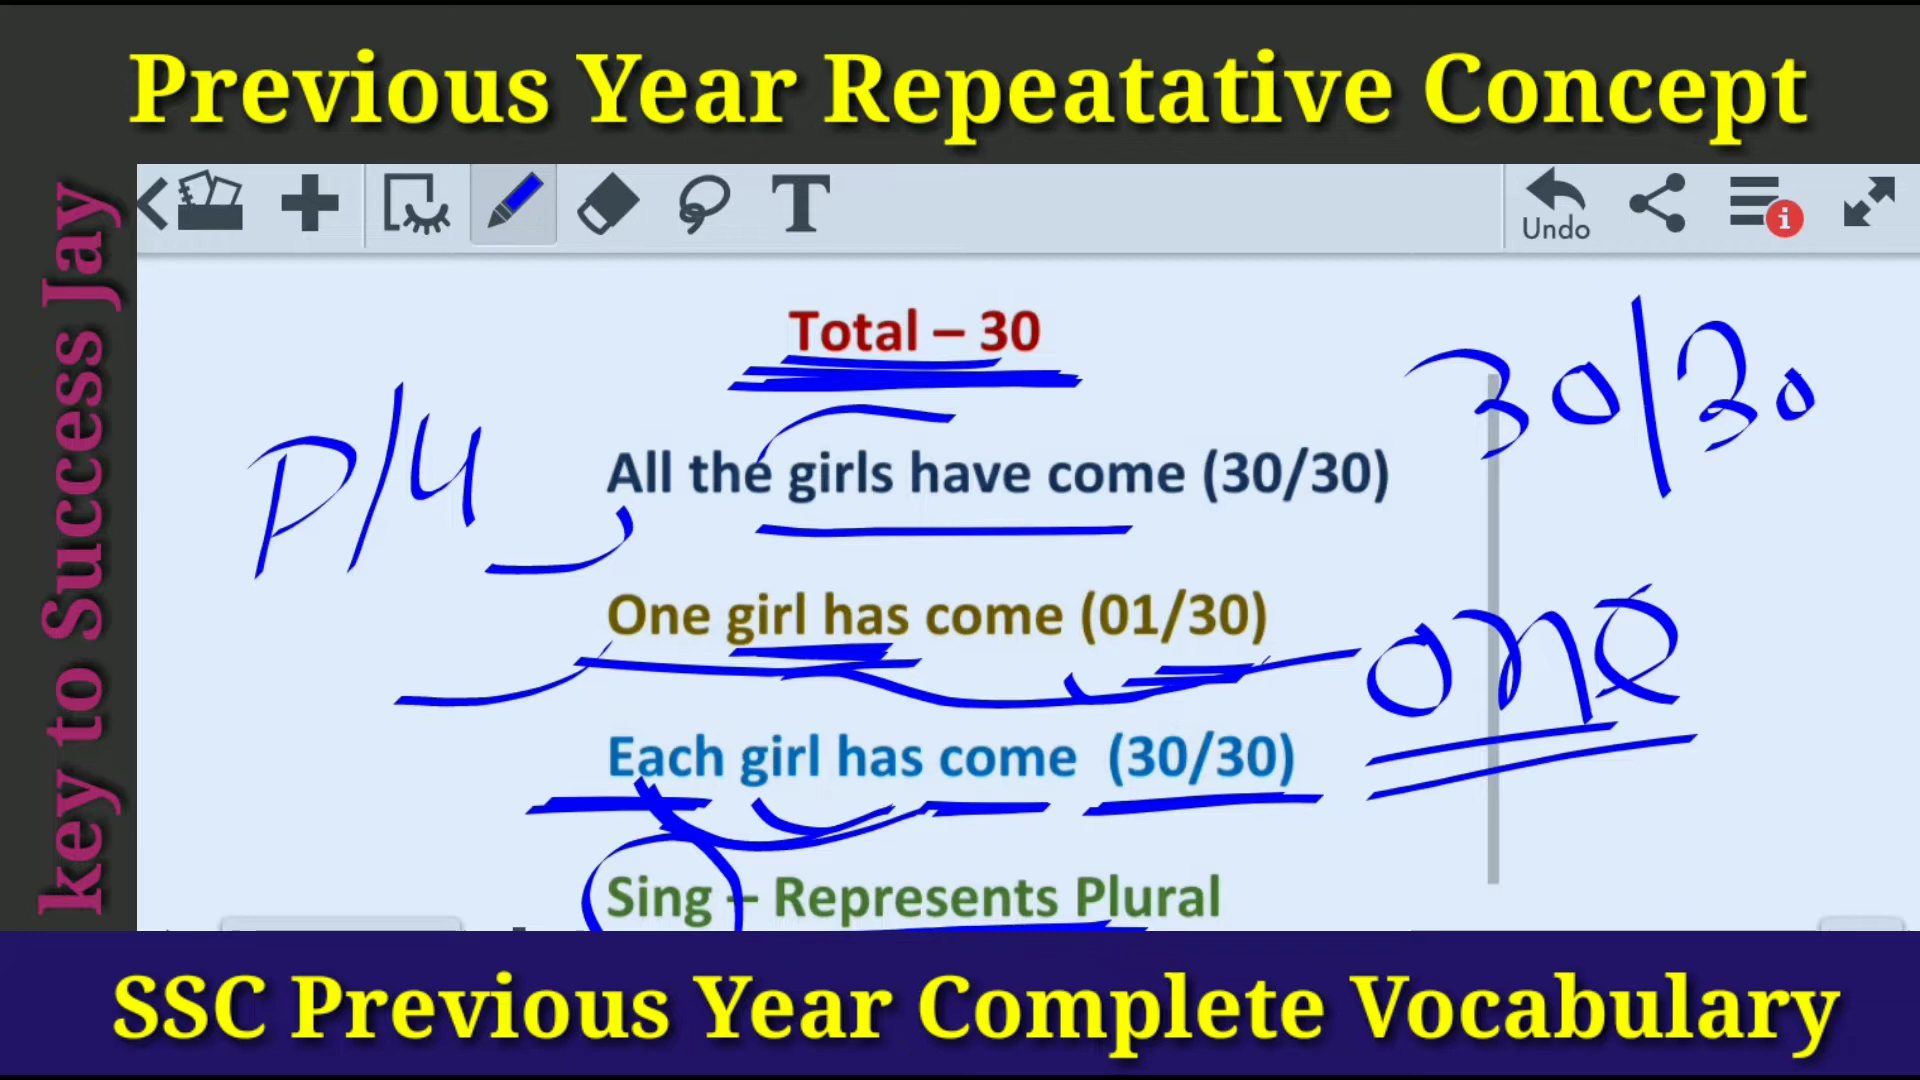 Previous Year Repeatative Concept
key to Success Jay
Undo
Total – 30
30/30
P/U
All the girls have come (30/30)
One girl has come (01/30)
one
Each girl has come (30/30)
Sing – Represents Plural
SSC Previous Year Complete Vocabulary